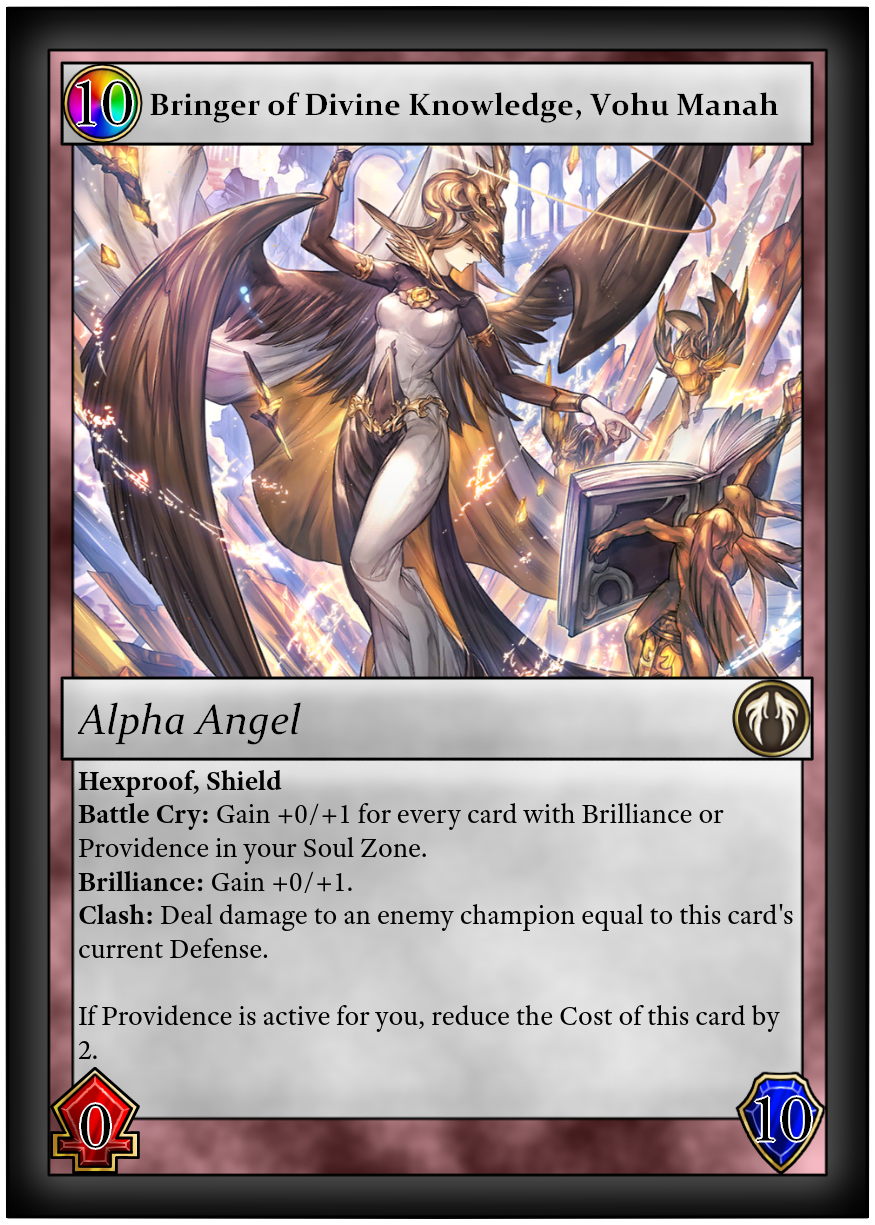 10 Bringer of Divine Knowledge, Vohu Manah
Alpha Angel
Hexproof, Shield
Battle Cry: Gain +0/+1 for every card with Brilliance or
Providence in your Soul Zone.
Brilliance: Gain +0/+1.
Clash: Deal damage to an enemy champion equal to this card's
current Defense.
If Providence is active for you, reduce the Cost of this card by
2.
0
10